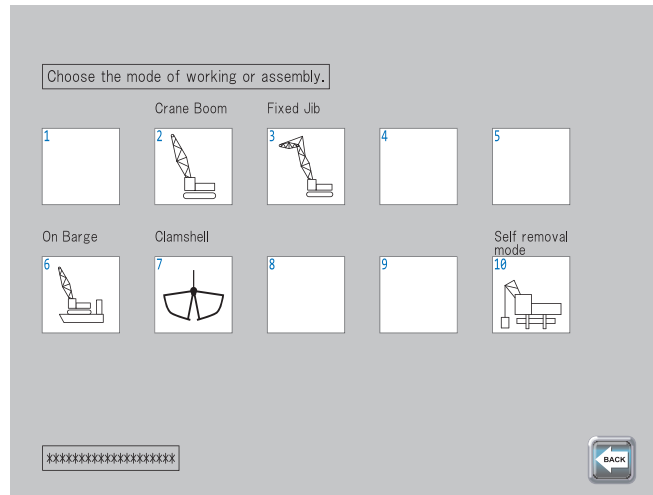 Choose the mode of working or assembly.
Crane Boom
Fixed Jib
1
2
3
4
5
On Barge
Clamshell
Self removal
mode
6
7
8
9
10
********************
BACK